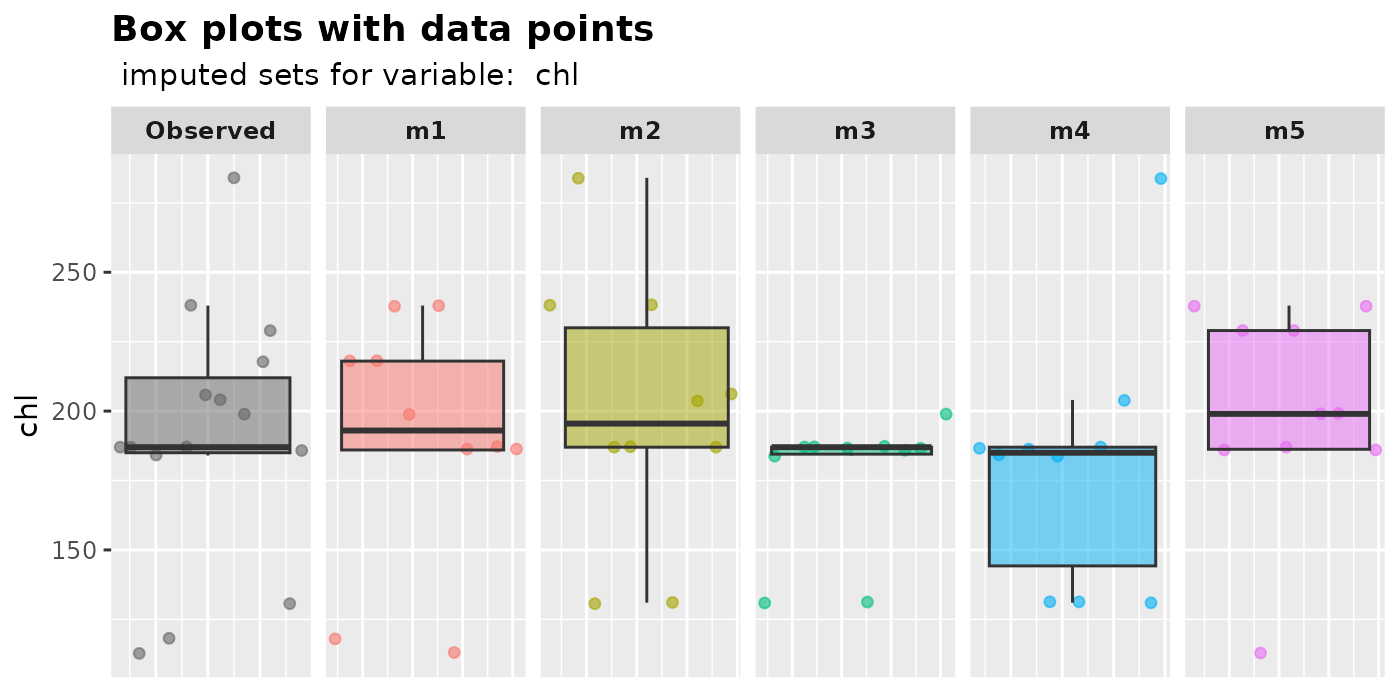 Box plots with data points
imputed sets for variable:  chl
Observed m1 m2 m3 m4 m5
250
200
150
chl